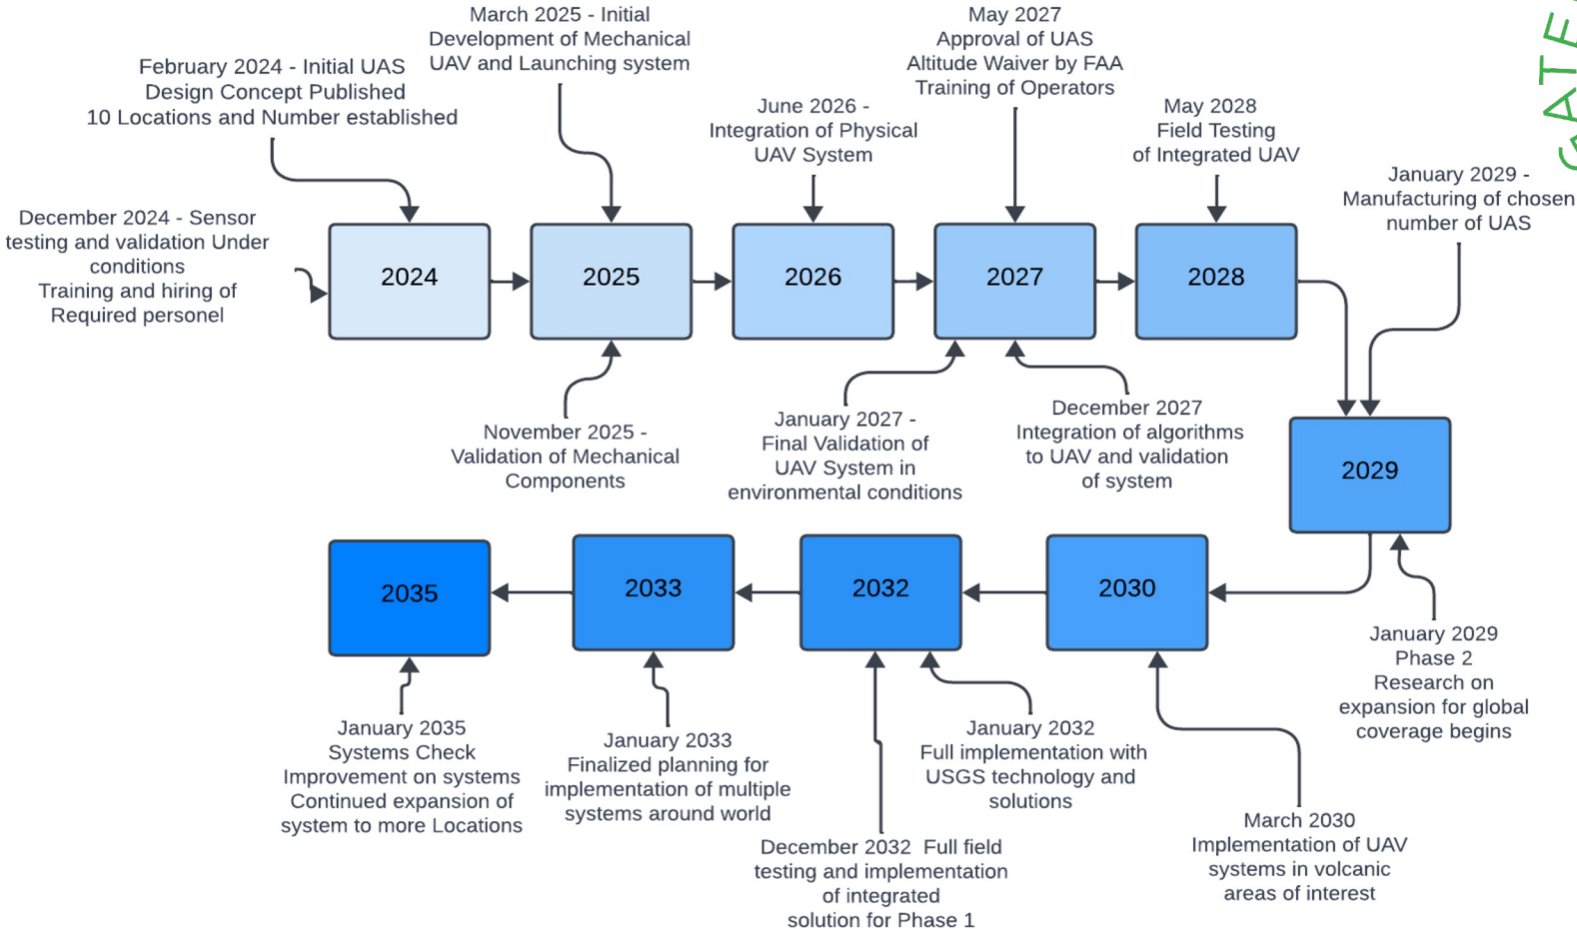 March 2025 - Initial
Development of Mechanical
UAV and Launching system
May 2027
Approval of UAS
Altitude Waiver by FAA
Training of Operators
February 2024 - Initial UAS
Design Concept Published
10 Locations and Number established
June 2026 -
Integration of Physical
UAV System
May 2028
Field Testing
of Integrated UAV
January 2029 -
Manufacturing of chosen
number of UAS
December 2024 - Sensor
testing and validation Under
conditions
Training and hiring of
Required personel
2024
2025
2026
2027
2028
November 2025 -
Validation of Mechanical
Components
January 2027 -
Final Validation of
UAV System in
environmental conditions
December 2027
Integration of algorithms
to UAV and validation
of system
2029
2035
2033
2032
2030
January 2029
Phase 2
Research on
expansion for global
coverage begins
January 2035
Systems Check
Improvement on systems
Continued expansion of
system to more Locations
January 2033
Finalized planning for
implementation of multiple
systems around world
January 2032
Full implementation with
USGS technology and
solutions
December 2032  Full field
testing and implementation
of integrated
solution for Phase 1
March 2030
Implementation of UAV
systems in volcanic
areas of interest